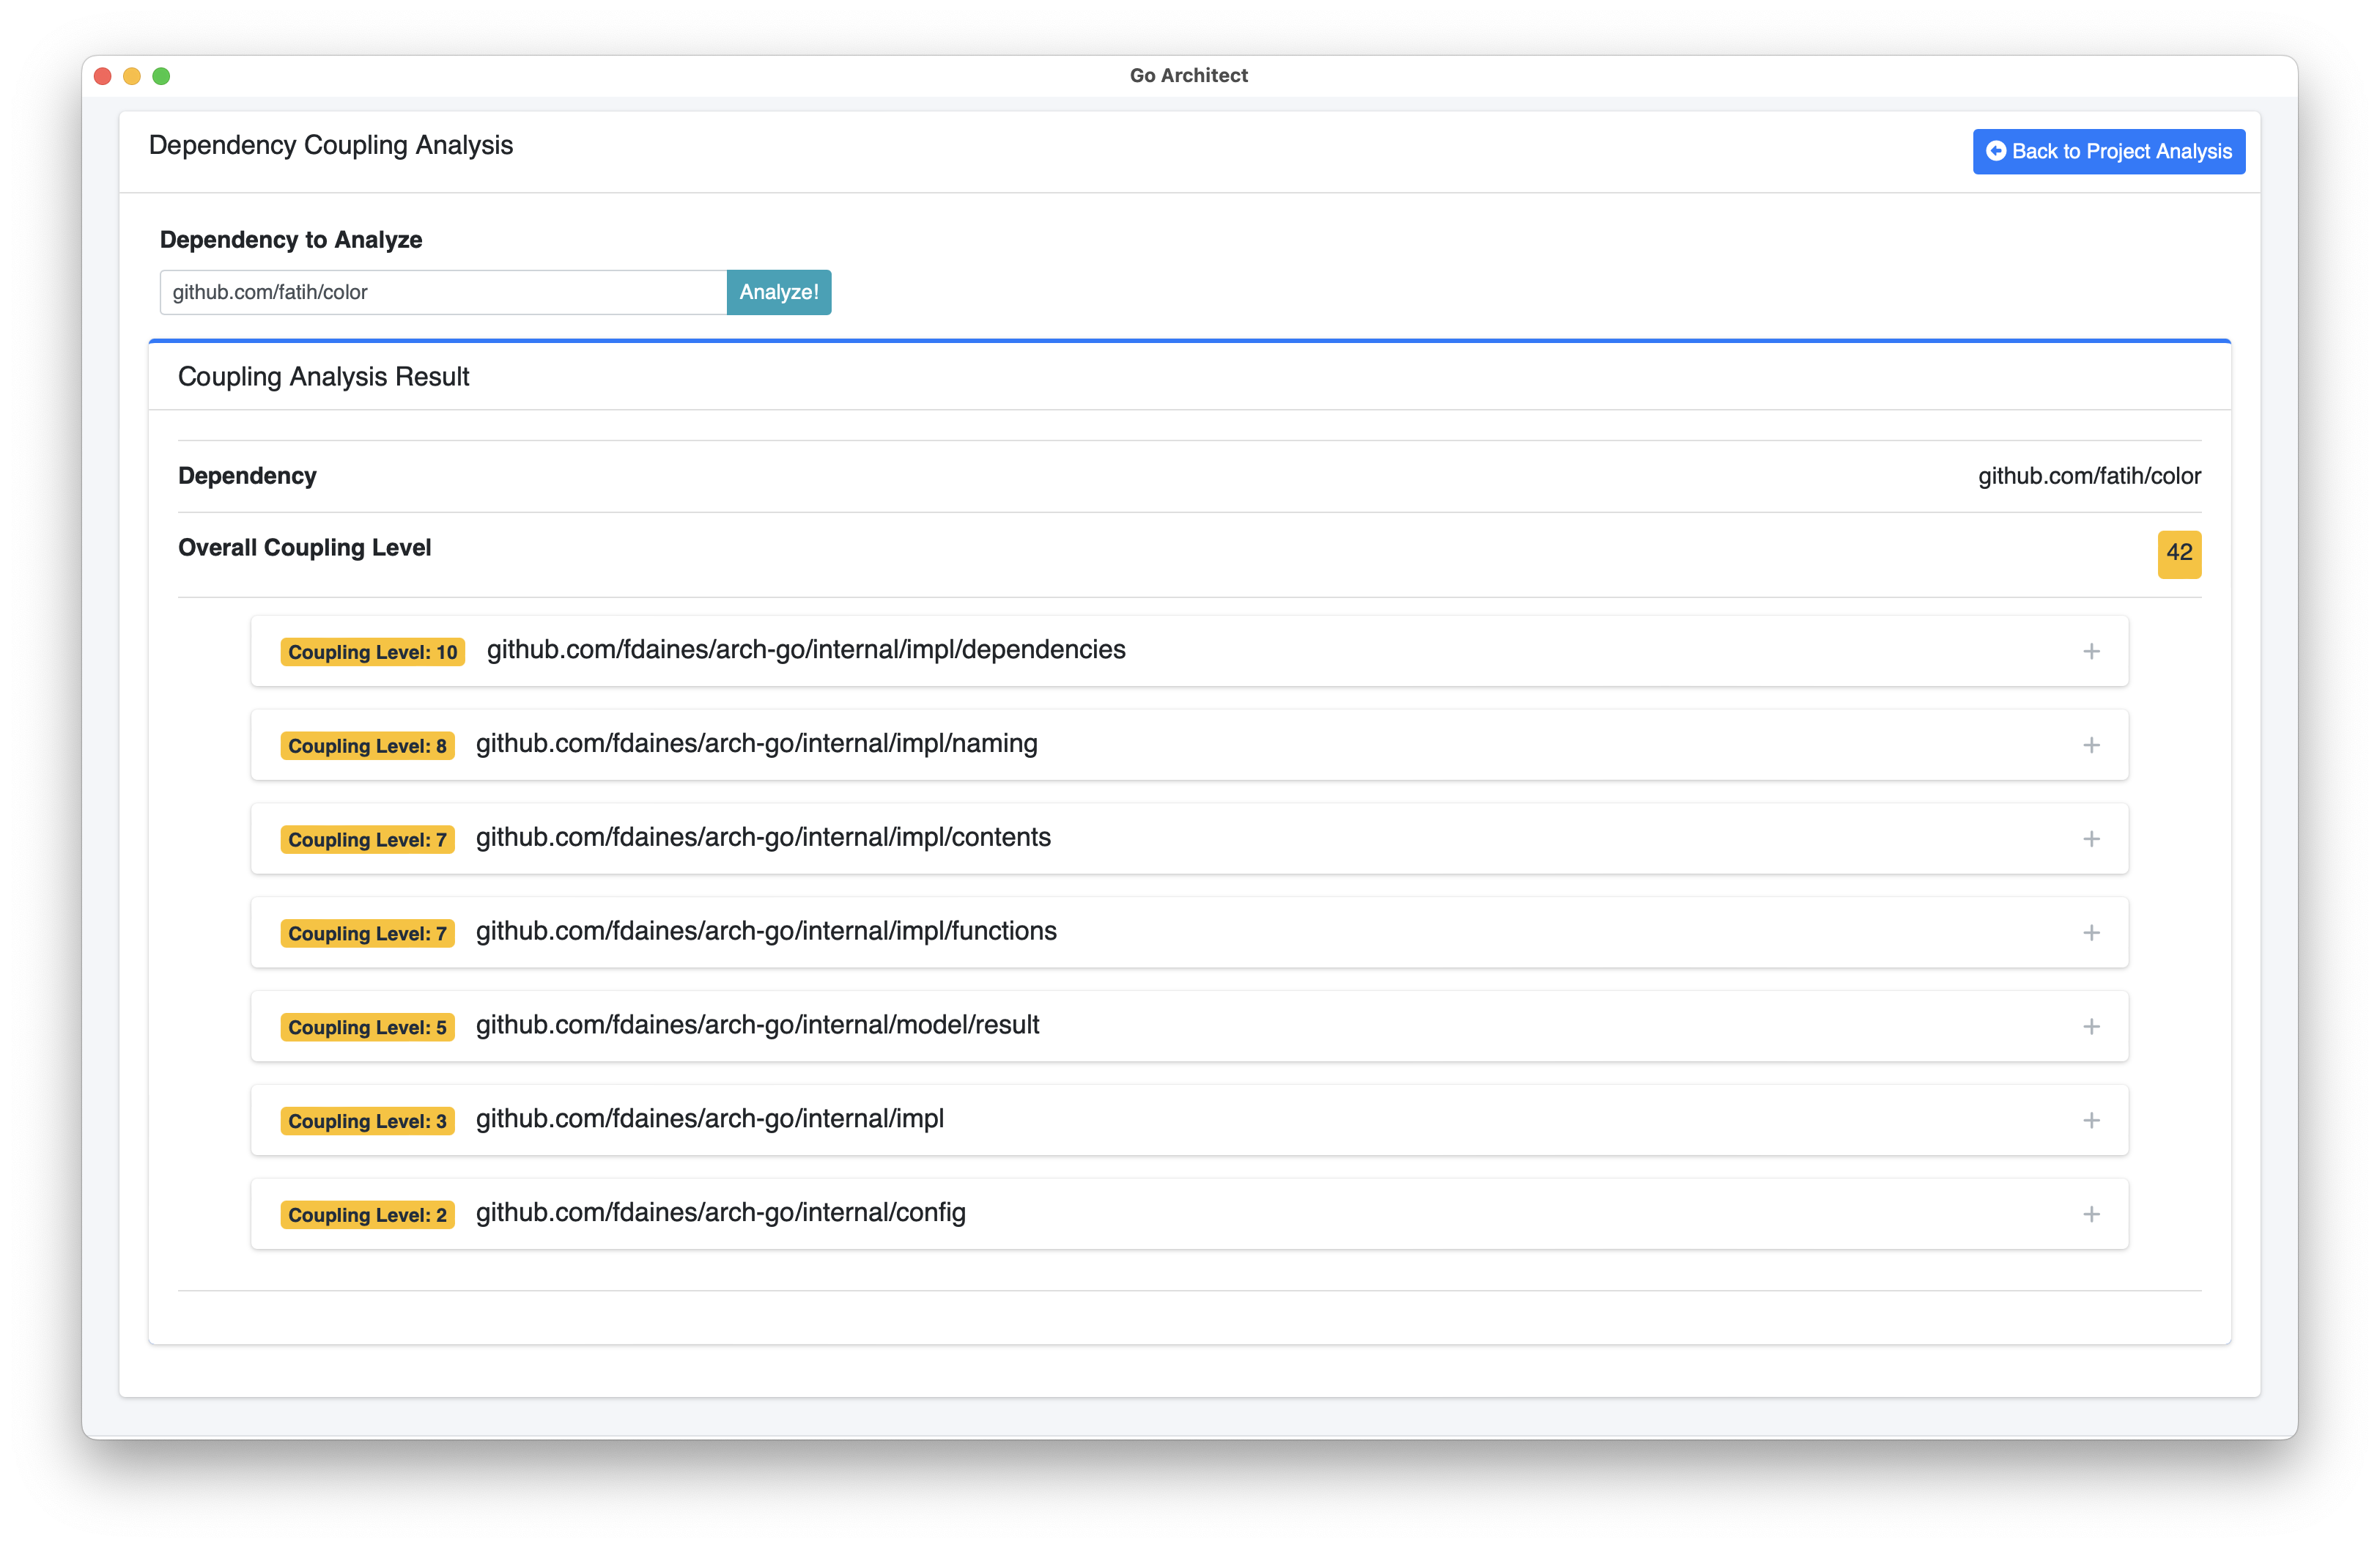 Go Architect
Dependency Coupling Analysis
Back to Project Analysis
Dependency to Analyze
github.com/fatih/color
Analyze!
Coupling Analysis Result
Dependency
github.com/fatih/color
Overall Coupling Level
42
Coupling Level: 10 github.com/fdaines/arch-go/internal/impl/dependencies
Coupling Level: 8 github.com/fdaines/arch-go/internal/impl/naming
Coupling Level: 7 github.com/fdaines/arch-go/internal/impl/contents
Coupling Level: 7 github.com/fdaines/arch-go/internal/impl/functions
Coupling Level: 5 github.com/fdaines/arch-go/internal/model/result
Coupling Level: 3 github.com/fdaines/arch-go/internal/impl
Coupling Level: 2 github.com/fdaines/arch-go/internal/config